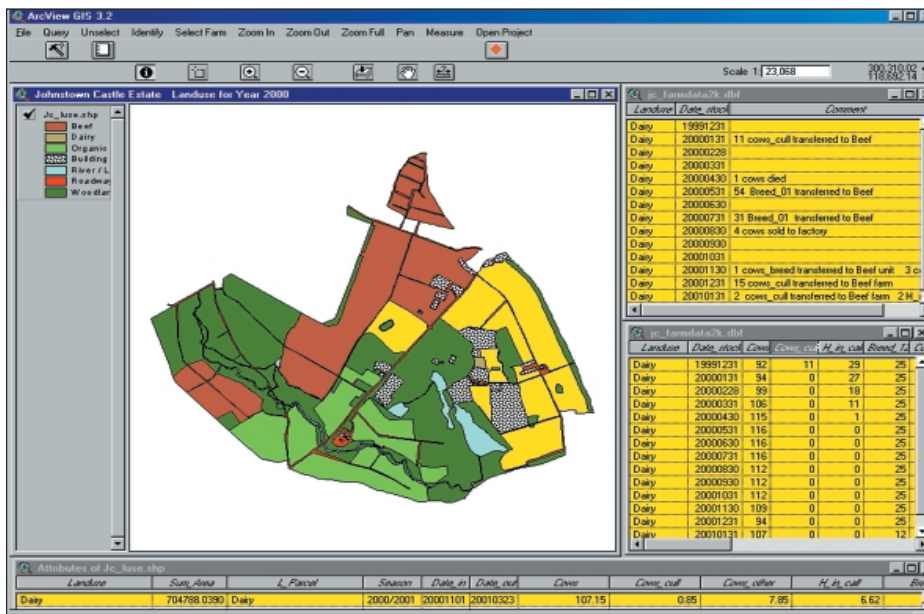 ArcView GIS 3.2
File Query Unselect Identify Select Farm Zoom In Zoom Out Zoom Full Pan Measure Open Project
Scale 1: 23,068 300,310.02
118,692.14
Johnstown Castle Estate Landuse for Year 2000
Jc_luse.shp
Beef
Dairy
Organic
Building
River / L
Roadway
Woodlan
jc_farmdata2k.dbf
Landuse Date_stock Comment
Dairy 19991231
Dairy 20000131 11 cows_cull transferred to Beef
Dairy 20000228
Dairy 20000331
Dairy 20000430 1 cows died
Dairy 20000531 54 Breed_01 transferred to Beef
Dairy 20000630
Dairy 20000731 31 Breed_01 transferred to Beef
Dairy 20000830 4 cows sold to factory
Dairy 20000930
Dairy 20001031
Dairy 20001130 1 cows_breed transferred to Beef unit 3 c
Dairy 20001231 15 cows_cull transferred to Beef farm
Dairy 20010131 2 cows_cull transferred to Beef farm 2 H_
jc_farmdata2k.dbf
Landuse Date_stock Cows Cows_cul H_in_cal Breed_12
Dairy 19991231 92 11 29 25
Dairy 20000131 94 0 27 25
Dairy 20000228 99 0 18 25
Dairy 20000331 106 0 11 25
Dairy 20000430 115 0 1 25
Dairy 20000531 116 0 0 25
Dairy 20000630 116 0 0 25
Dairy 20000731 116 0 0 25
Dairy 20000830 112 0 0 25
Dairy 20000930 112 0 0 25
Dairy 20001031 112 0 0 25
Dairy 20001130 109 0 0 25
Dairy 20001231 94 0 0 25
Dairy 20010131 107 0 0 12
Attributes of Jc_luse.shp
Landuse Sum_Area L_Parcel Season Date_in Date_out Cows Cows_cull Cows_other H_in_calf
Dairy 704788.0390 Dairy 2000/2001 20001101 20010323 107.15 0.85 7.85 6.62